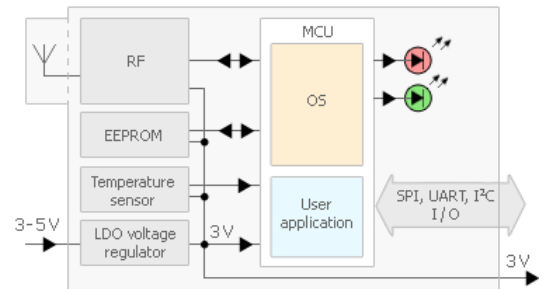 MCU
RF
OS
EEPROM
Temperature
sensor
User
application
SPI, UART, I²C
I/O
3-5V
LDO voltage
regulator
3V
3V